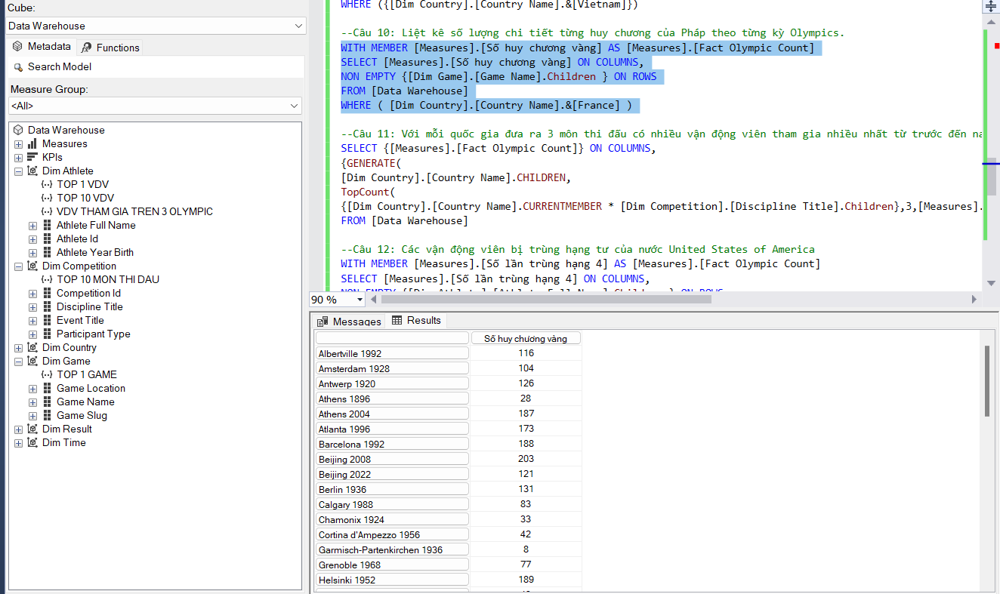 Cube:
Data Warehouse
Metadata
Functions
Search Model
Measure Group:
<All>
Data Warehouse
Measures
KPIs
Dim Athlete
TOP 1 VDV
TOP 10 VDV
VDV THAM GIA TREN 3 OLYMPIC
Athlete Full Name
Athlete Id
Athlete Year Birth
Dim Competition
TOP 10 MON THI DAU
Competition Id
Discipline Title
Event Title
Participant Type
Dim Country
Dim Game
TOP 1 GAME
Game Location
Game Name
Game Slug
Dim Result
Dim Time
WHERE ({[Dim Country].[Country Name].&[Vietnam]})
--Câu 10: Liệt kê số lượng chi tiết từng huy chương của Pháp theo từng kỳ Olympics.
WITH MEMBER [Measures].[Số huy chương vàng] AS [Measures].[Fact Olympic Count]
SELECT [Measures].[Số huy chương vàng] ON COLUMNS,
NON EMPTY {[Dim Game].[Game Name].Children } ON ROWS
FROM [Data Warehouse]
WHERE ( [Dim Country].[Country Name].&[France] )
--Câu 11: Với mỗi quốc gia đưa ra 3 môn thi đấu có nhiều vận động viên tham gia nhiều nhất từ trước đến na
SELECT {[Measures].[Fact Olympic Count]} ON COLUMNS,
{GENERATE(
[Dim Country].[Country Name].CHILDREN,
TopCount(
{[Dim Country].[Country Name].CURRENTMEMBER * [Dim Competition].[Discipline Title].Children},3,[Measures].
FROM [Data Warehouse]
--Câu 12: Các vận động viên bị trùng hạng tư của nước United States of America
WITH MEMBER [Measures].[Số lần trùng hạng 4] AS [Measures].[Fact Olympic Count]
SELECT [Measures].[Số lần trùng hạng 4] ON COLUMNS,
NON EMPTY {[Dim Athlete].[Athlete Full Name].Children } ON ROWS
90 %
Messages
Results
Số huy chương vàng
Albertville 1992 116
Amsterdam 1928 104
Antwerp 1920 126
Athens 1896 28
Athens 2004 187
Atlanta 1996 173
Barcelona 1992 188
Beijing 2008 203
Beijing 2022 121
Berlin 1936 131
Calgary 1988 83
Chamonix 1924 33
Cortina d'Ampezzo 1956 42
Garmisch-Partenkirchen 1936 8
Grenoble 1968 77
Helsinki 1952 189